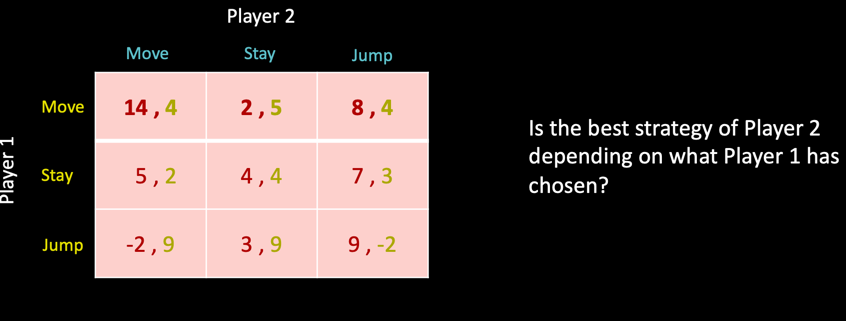 Player 2
Move Stay Jump
Player 1
Move 14 , 4 2 , 5 8 , 4
Stay 5 , 2 4 , 4 7 , 3
Jump -2 , 9 3 , 9 9 , -2
Is the best strategy of Player 2
depending on what Player 1 has
chosen?